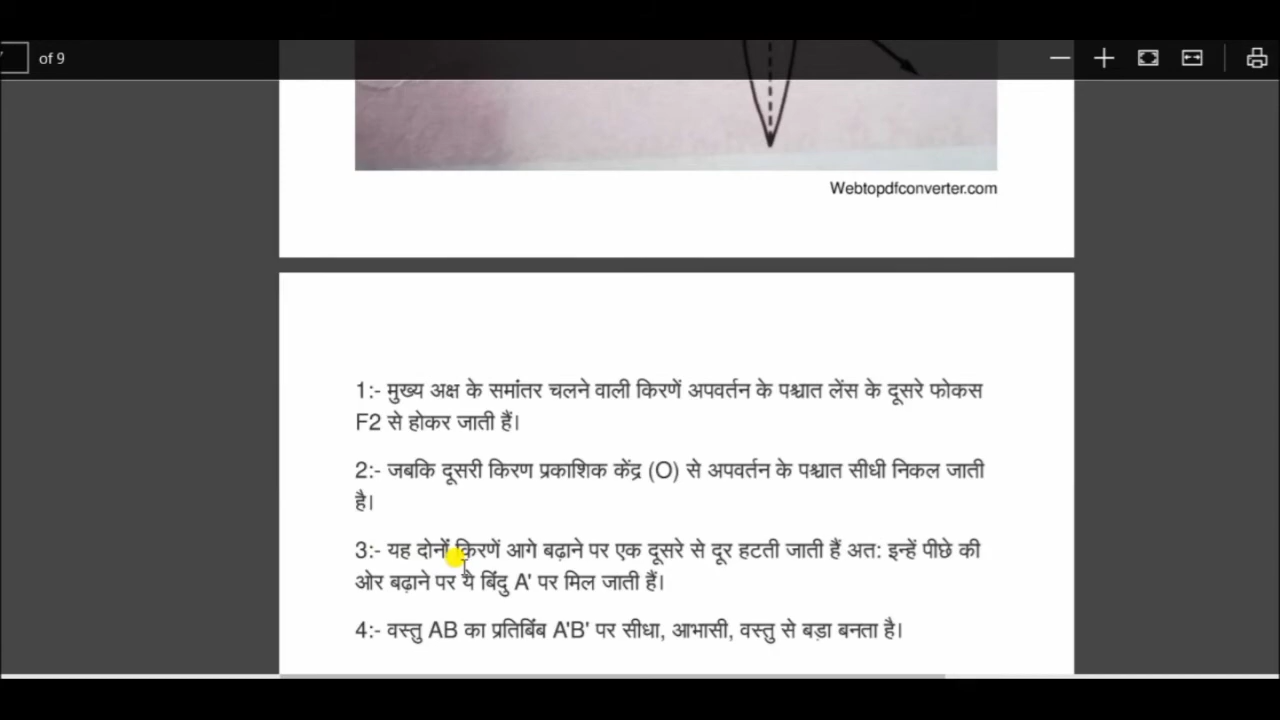 of 9
Webtopdfconverter.com
1:- मुख्य अक्ष के समांतर चलने वाली किरणें अपवर्तन के पश्चात लेंस के दूसरे फोकस
F2 से होकर जाती हैं।
2:- जबकि दूसरी किरण प्रकाशिक केंद्र (O) से अपवर्तन के पश्चात सीधी निकल जाती
है।
3:- यह दोनों किरणें आगे बढ़ाने पर एक दूसरे से दूर हटती जाती हैं अत: इन्हें पीछे की
ओर बढ़ाने पर ये बिंदु A' पर मिल जाती हैं।
4:- वस्तु AB का प्रतिबिंब A'B' पर सीधा, आभासी, वस्तु से बड़ा बनता है।